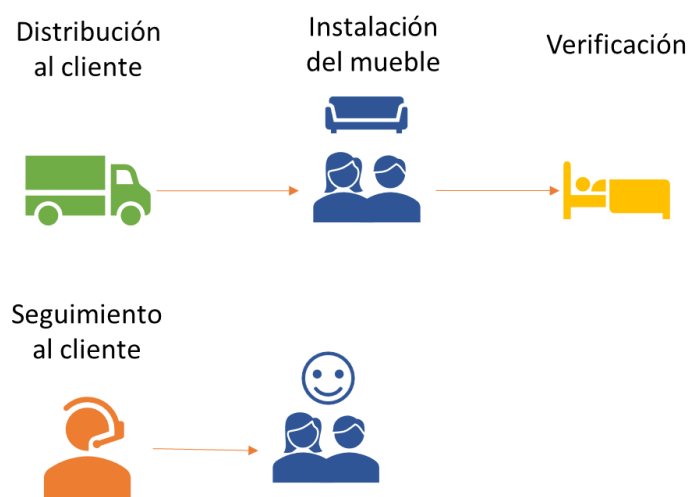 Distribución
al cliente
Instalación
del mueble
Verificación
Seguimiento
al cliente